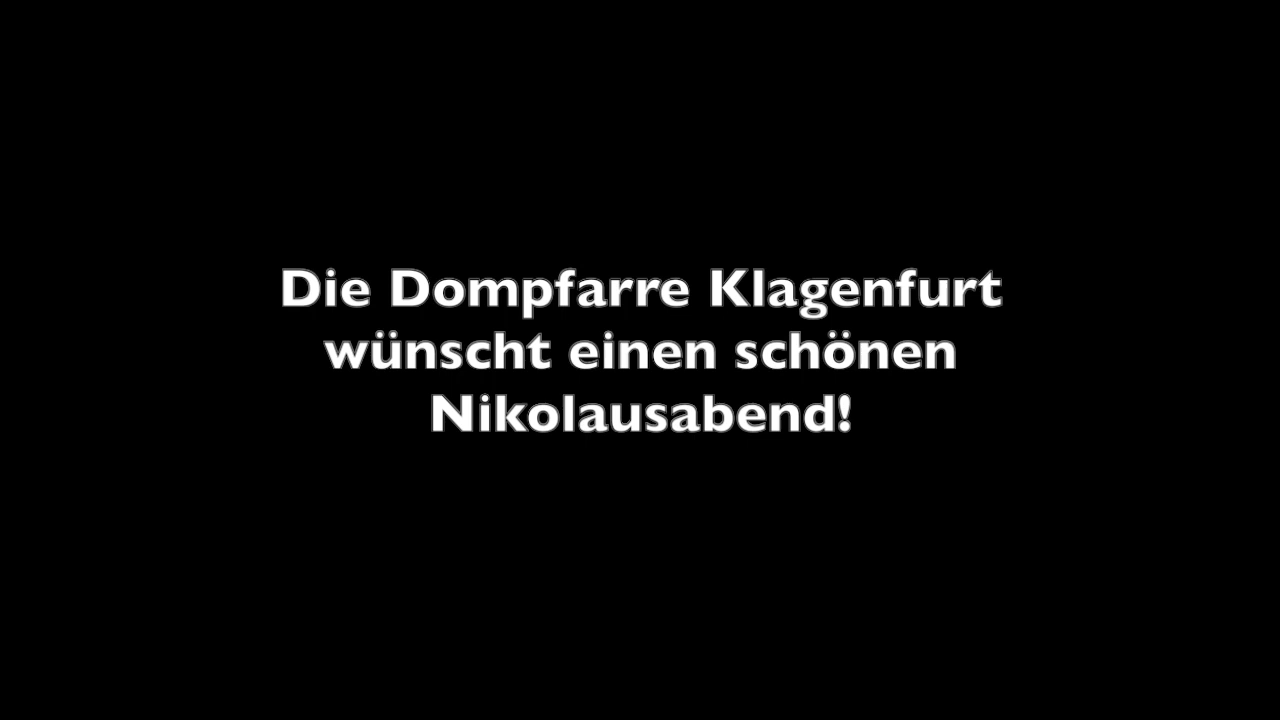 Die Dompfarre Klagenfurt
wünscht einen schönen
Nikolausabend!